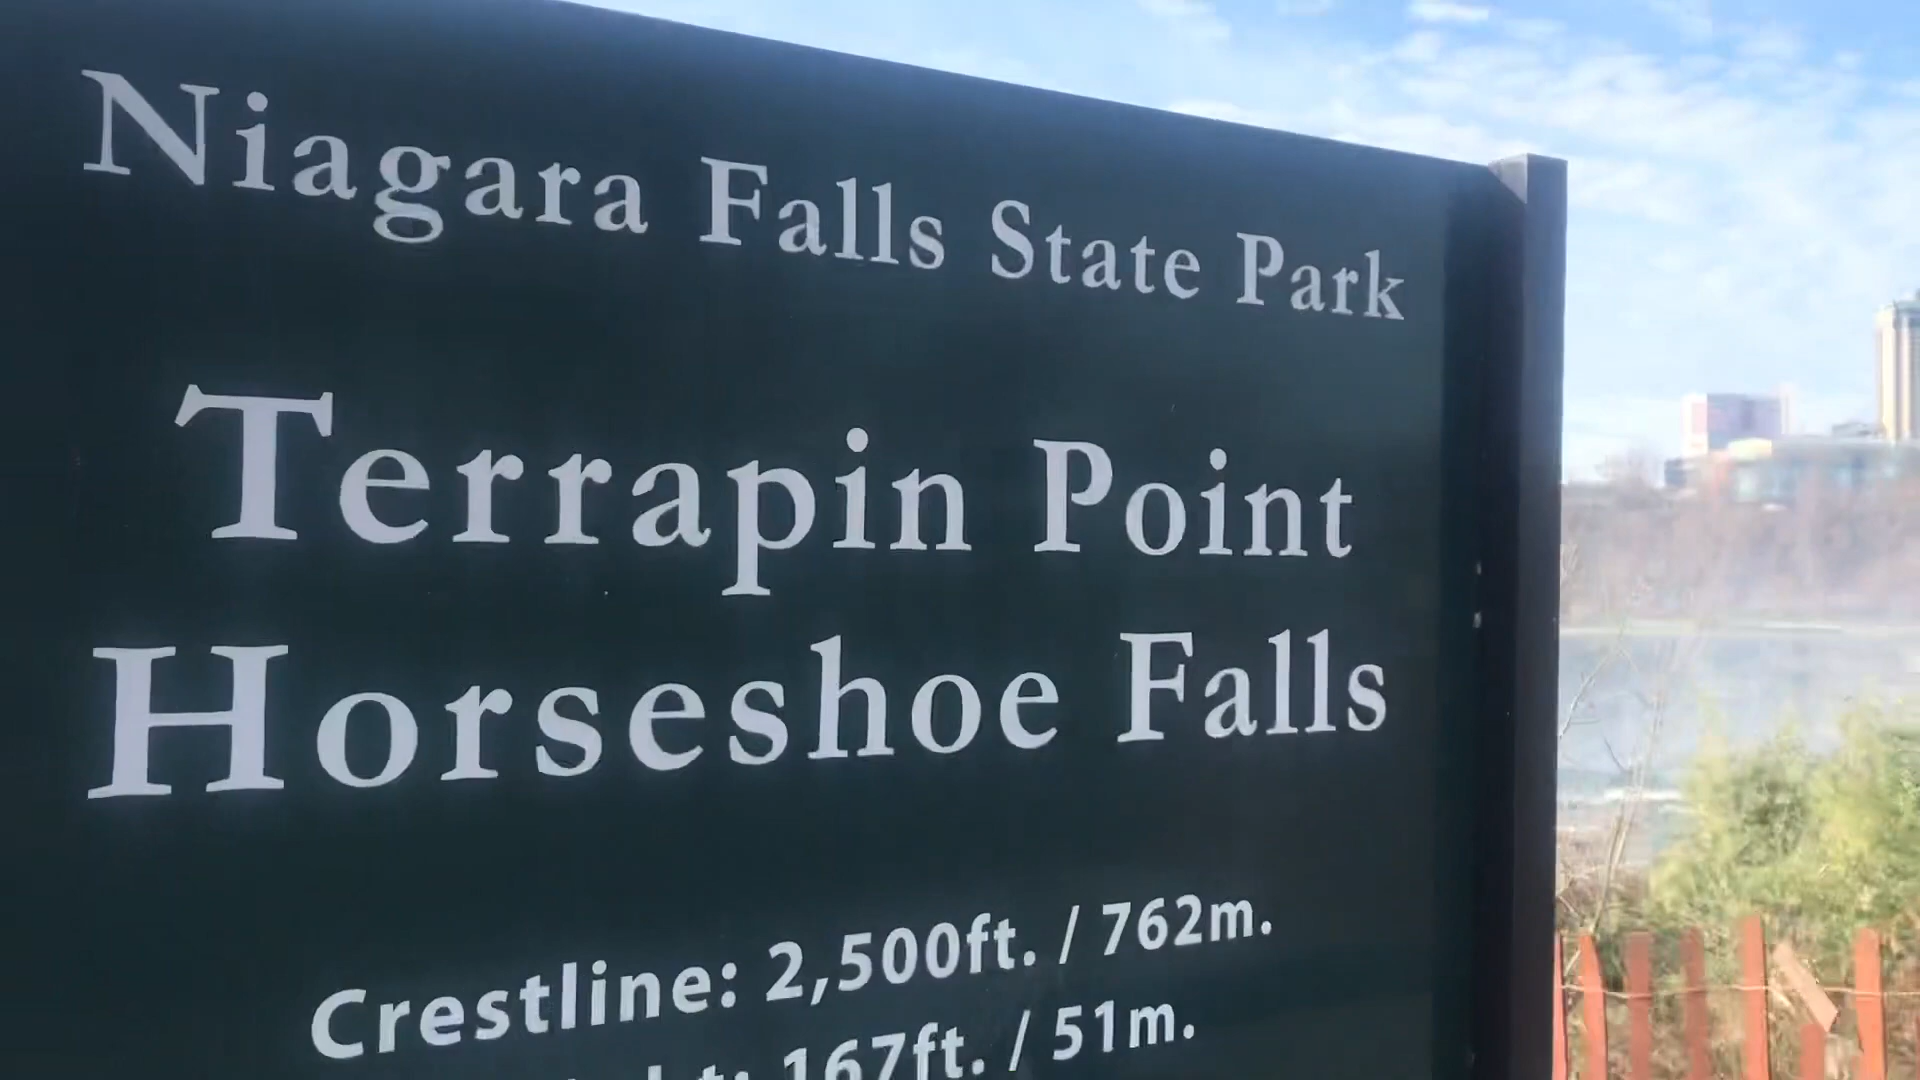 Niagara Falls State Park
Terrapin Point
Horseshoe Falls
Crestline: 2,500ft. / 762m.
167ft. / 51m.